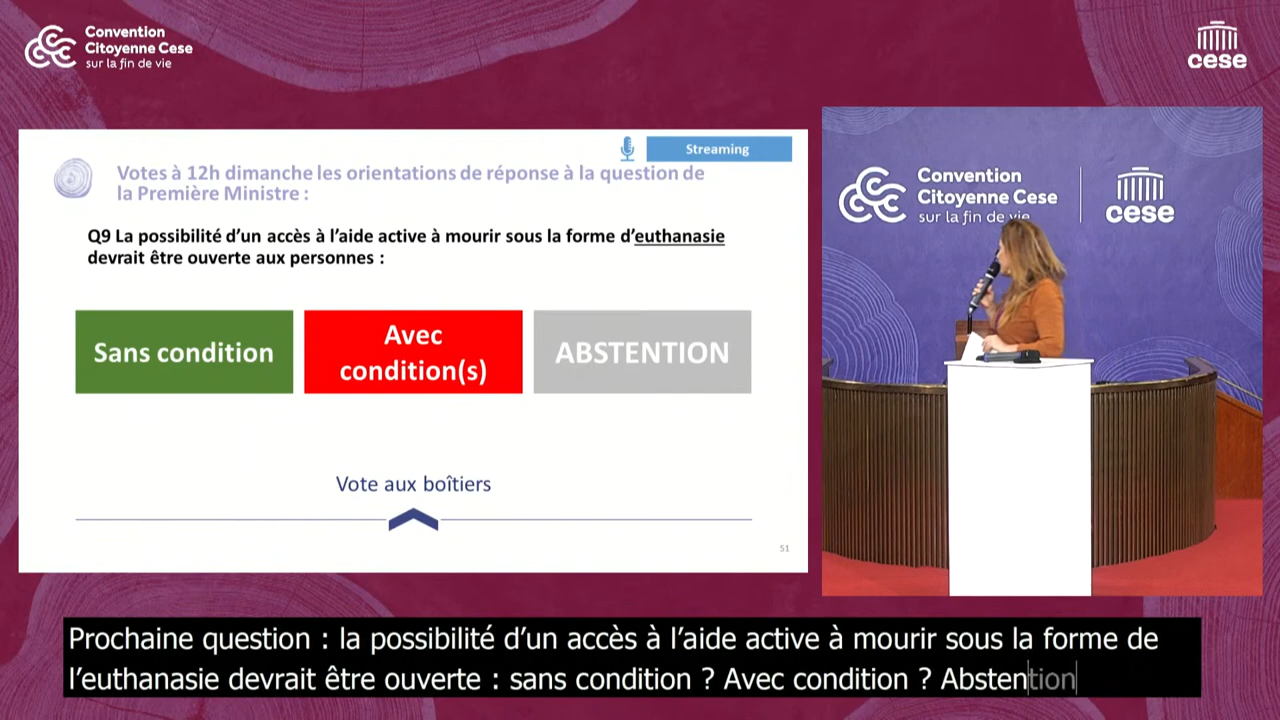 Convention
Citoyenne Cese
sur la fin de vie
cese
Streaming
Votes à 12h dimanche les orientations de réponse à la question de
la Première Ministre :
Q9 La possibilité d'un accès à l'aide active à mourir sous la forme d'euthanasie
devrait être ouverte aux personnes :
Sans condition
Avec
condition(s)
ABSTENTION
Vote aux boîtiers
51
Convention
Citoyenne Cese
sur la fin de vie
cese
Prochaine question : la possibilité d'un accès à l'aide active à mourir sous la forme de
l'euthanasie devrait être ouverte : sans condition ? Avec condition ? Abstention